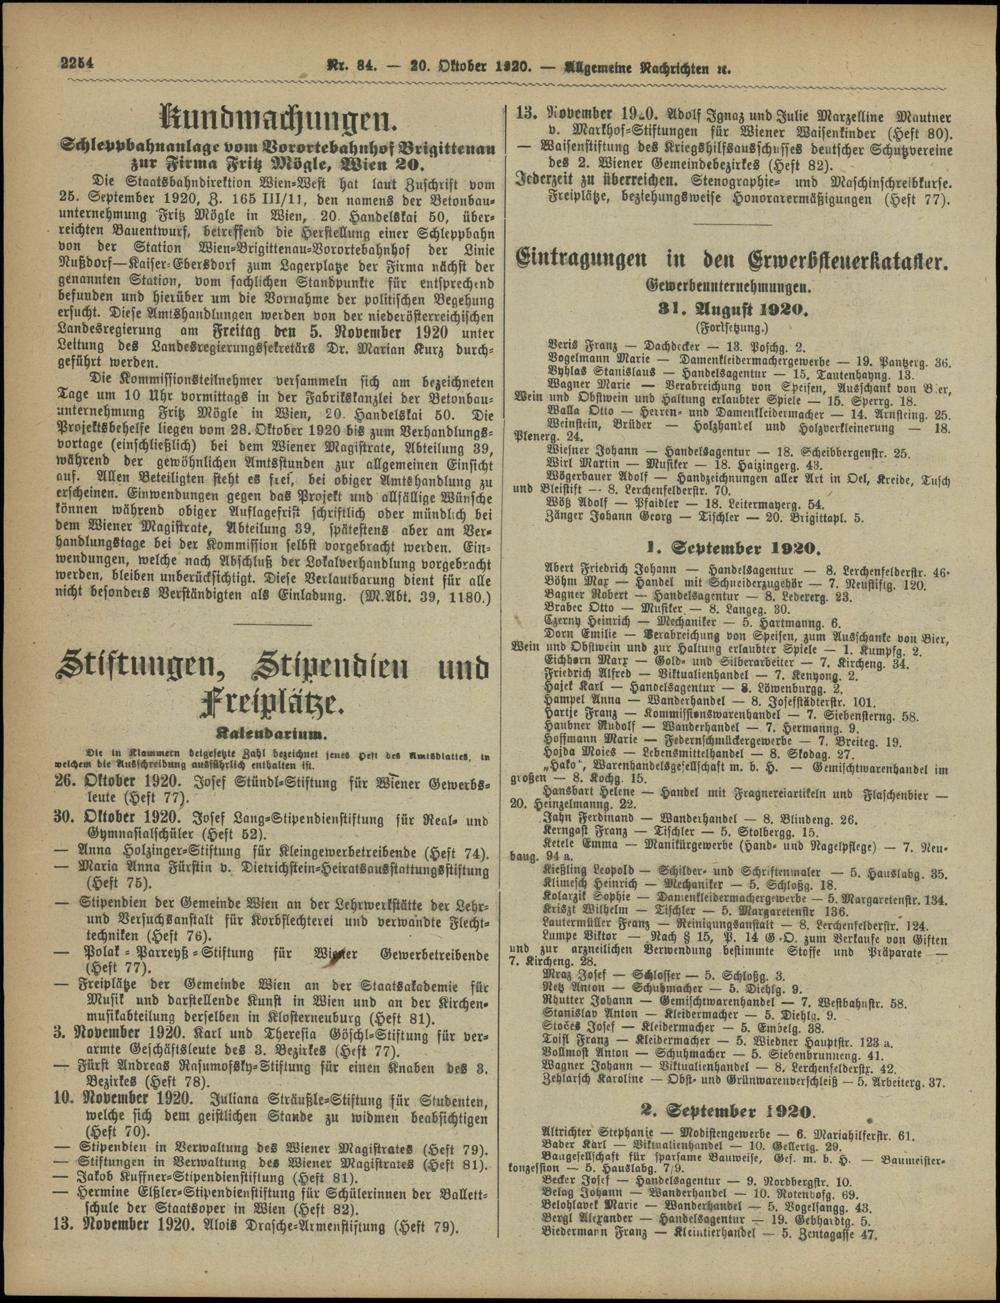 2254
Nr. 84. — 20. Oktober 1920. — Allgemeine Nachrichten ꝛc.
Kundmachungen.
Schleppbahnanlage vom Vorortebahnhof Brigittenau
zur Firma Fritz Mögle, Wien 20.
Die Staatsbahndirektion Wien-West hat laut Zuschrift vom
25. September 1920, Z. 165 III/11, den namens der Betonbau-
unternehmung Fritz Mögle in Wien, 20. Handelskai 50, über-
reichten Bauentwurf, betreffend die Herstellung einer Schleppbahn
von der Station Wien-Brigittenau-Vorortebahnhof der Linie
Nußdorf—Kaiser-Ebersdorf zum Lagerplatze der Firma nächst der
genannten Station, vom fachlichen Standpunkte für entsprechend
befunden und hierüber um die Vornahme der politischen Begehung
ersucht. Diese Amtshandlungen werden von der niederösterreichischen
Landesregierung am Freitag den 5. November 1920 unter
Leitung des Landesregierungssekretärs Dr. Marian Kurz durch-
geführt werden.
Die Kommissionsteilnehmer versammeln sich am bezeichneten
Tage um 10 Uhr vormittags in der Fabrikskanzlei der Betonbau-
unternehmung Fritz Mögle in Wien, 20. Handelskai 50. Die
Projektsbehelfe liegen vom 28. Oktober 1920 bis zum Verhandlungs-
vortage (einschließlich) bei dem Wiener Magistrate, Abteilung 39,
während der gewöhnlichen Amtsstunden zur allgemeinen Einsicht
auf. Allen Beteiligten steht es frei, bei obiger Amtshandlung zu
erscheinen. Einwendungen gegen das Projekt und allfällige Wünsche
können während obiger Auflagefrist schriftlich oder mündlich bei
dem Wiener Magistrate, Abteilung 39, spätestens aber am Ver-
handlungstage bei der Kommission selbst vorgebracht werden. Ein-
wendungen, welche nach Abschluß der Lokalverhandlung vorgebracht
werden, bleiben unberücksichtigt. Diese Verlautbarung dient für alle
nicht besonders Verständigten als Einladung. (M.Abt. 39, 1180.)
Stiftungen, Stipendien und
Freiplätze.
Kalendarium.
Die in Klammern beigesetzte Zahl bezeichnet jenes Heft des Amtsblattes, in
welchem die Ausschreibung ausführlich enthalten ist.
26. Oktober 1920. Josef Stündl-Stiftung für Wiener Gewerbs-
leute (Heft 77).
30. Oktober 1920. Josef Lang-Stipendienstiftung für Real- und
Gymnasialschüler (Heft 52).
— Anna Holzinger-Stiftung für Kleingewerbetreibende (Heft 74).
— Maria Anna Fürstin v. Dietrichstein-Heiratsausstattungsstiftung
(Heft 75).
— Stipendien der Gemeinde Wien an der Lehrwerkstätte der Lehr-
und Versuchsanstalt für Korbflechterei und verwandte Flecht-
techniken (Heft 76).
— Polak-Parreyß-Stiftung für Wiener Gewerbetreibende
(Heft 77).
— Freiplätze der Gemeinde Wien an der Staatsakademie für
Musik und darstellende Kunst in Wien und an der Kirchen-
musikabteilung derselben in Klosterneuburg (Heft 81).
3. November 1920. Karl und Theresia Göschl-Stiftung für ver-
armte Geschäftsleute des 3. Bezirkes (Heft 77).
— Fürst Andreas Rasumofsky-Stiftung für einen Knaben des 3.
Bezirkes (Heft 78).
10. November 1920. Juliana Sträußle-Stiftung für Studenten,
welche sich dem geistlichen Stande zu widmen beabsichtigen
(Heft 70).
— Stipendien in Verwaltung des Wiener Magistrates (Heft 79).
— Stiftungen in Verwaltung des Wiener Magistrates (Heft 81).
— Jakob Kuffner-Stipendienstiftung (Heft 81).
— Hermine Elßler-Stipendienstiftung für Schülerinnen der Ballett-
schule der Staatsoper in Wien (Heft 82).
13. November 1920. Alois Drasche-Armenstiftung (Heft 79).
13. November 1920. Adolf Ignaz und Julie Marzelline Mautner
v. Markhof-Stiftungen für Wiener Waisenkinder (Heft 80).
— Waisenstiftung des Kriegshilfsausschusses deutscher Schutzvereine
des 2. Wiener Gemeindebezirkes (Heft 82).
Jederzeit zu überreichen. Stenographie- und Maschinschreibkurse.
Freiplätze, beziehungsweise Honorarermäßigungen (Heft 77).
Eintragungen in den Erwerbsteuerkataster.
Gewerbeunternehmungen.
31. August 1920.
(Fortsetzung.)
Veris Franz — Dachdecker — 13. Poschg. 2.
Vogelmann Marie — Damenkleidermachergewerbe — 19. Pantzerg. 36.
Vyhlas Stanislaus — Handelsagentur — 15. Tautenhayng. 13.
Wagner Marie — Verabreichung von Speisen, Ausschank von Bier,
Wein und Obstwein und Haltung erlaubter Spiele — 15. Sperrg. 18.
Walla Otto — Herren- und Damenkleidermacher — 14. Arnsteing. 25.
Weinstein, Brüder — Holzhandel und Holzverkleinerung — 18.
Plenerg. 24.
Wiesner Johann — Handelsagentur — 18. Scheibbergenstr. 25.
Wirl Martin — Musiker — 18. Haizingerg. 43.
Wögerbauer Adolf — Handzeichnungen aller Art in Oel, Kreide, Tusch
und Bleistift — 8. Lerchenfelderstr. 70.
Wöß Adolf — Pfaidler — 18. Leitermayerg. 54.
Zänger Johann Georg — Tischler — 20. Brigittapl. 5.
1. September 1920.
Abert Friedrich Johann — Handelsagentur — 8. Lerchenfelderstr. 46.
Böhm Max — Handel mit Schneiderzugehör — 7. Neustiftg. 120.
Bagner Robert — Handelsagentur — 8. Ledererg. 23.
Brabec Otto — Musiker — 8. Langeg. 30.
Czerny Heinrich — Mechaniker — 5. Hartmanng. 6.
Dorn Emilie — Verabreichung von Speisen, zum Ausschanke von Bier,
Wein und Obstwein und zur Haltung erlaubter Spiele — 1. Kumpfg. 2.
Eichhorn Marx — Gold- und Silberarbeiter — 7. Kircheng. 34.
Friedrich Alfred — Viktualienhandel — 7. Kenyong. 2.
Hajek Karl — Handelsagentur — 8. Löwenburgg. 2.
Hampel Anna — Wanderhandel — 8. Josefstädterstr. 101.
Hartje Franz — Kommissionswarenhandel — 7. Siebensterng. 58.
Haubner Rudolf — Wanderhandel — 7. Hermanng. 9.
Hoffmann Marie — Federnschmückergewerbe — 7. Breiteg. 19.
Hojda Moies — Lebensmittelhandel — 8. Skodag. 27.
„Hako“, Warenhandelsgesellschaft m. b. H. — Gemischtwarenhandel im
großen — 8. Kochg. 15.
Hansbart Helene — Handel mit Fragnereiartikeln und Flaschenbier —
20. Heinzelmanng. 22.
Jahn Ferdinand — Wanderhandel — 8. Blindeng. 26.
Kerngast Franz — Tischler — 5. Stolbergg. 15.
Ketele Emma — Manikürgewerbe (Hand- und Nagelpflege) — 7. Neu-
baug. 94 a.
Kießling Leopold — Schilder- und Schriftenmaler — 5. Hauslabg. 35.
Klimesch Heinrich — Mechaniker — 5. Schloßg. 18.
Kolarzik Sophie — Damenkleidermachergewerbe — 5. Margaretenstr. 134.
Kriszt Wilhelm — Tischler — 5. Margaretenstr 136.
Lautermüller Franz — Reinigungsanstalt — 8. Lerchenfelderstr. 124.
Lumpe Viktor — Nach § 15, P. 14 G.-O. zum Verkaufe von Giften
und zur arzneilichen Verwendung bestimmte Stoffe und Präparate —
7. Kircheng. 28.
Mraz Josef — Schlosser — 5. Schloßg. 3.
Netz Anton — Schuhmacher — 5. Diehlg. 9.
Rhutter Johann — Gemischtwarenhandel — 7. Westbahnstr. 58.
Stanislav Anton — Kleidermacher — 5. Diehlg. 9.
Stočes Josef — Kleidermacher — 5. Embelg. 38.
Toifl Franz — Kleidermacher — 5. Wiedner Hauptstr. 123 a.
Vollmost Anton — Schuhmacher — 5. Siebenbrunneng. 41.
Wagner Johann — Viktualienhandel — 8. Lerchenfelderstr. 42.
Zehlarsch Karoline — Obst- und Grünwarenverschleiß — 5. Arbeiterg. 37.
2. September 1920.
Altrichter Stephanie — Modistengewerbe — 6. Mariahilferstr. 61.
Bader Karl — Viktualienhandel — 10. Gellertg. 29.
Baugesellschaft für sparsame Bauweise, Ges. m. b. H. — Baumeister-
konzession — 5. Hauslabg. 7/9.
Becker Josef — Handelsagentur — 9. Nordbergstr. 10.
Belag Johann — Wanderhandel — 10. Rotenhofg. 69.
Belohlavek Marie — Wanderhandel — 5. Vogelsangg. 43.
Bergl Alexander — Handelsagentur — 19. Gebhardtg. 5.
Biedermann Franz — Kleintierhandel — 5. Zentagasse 47.